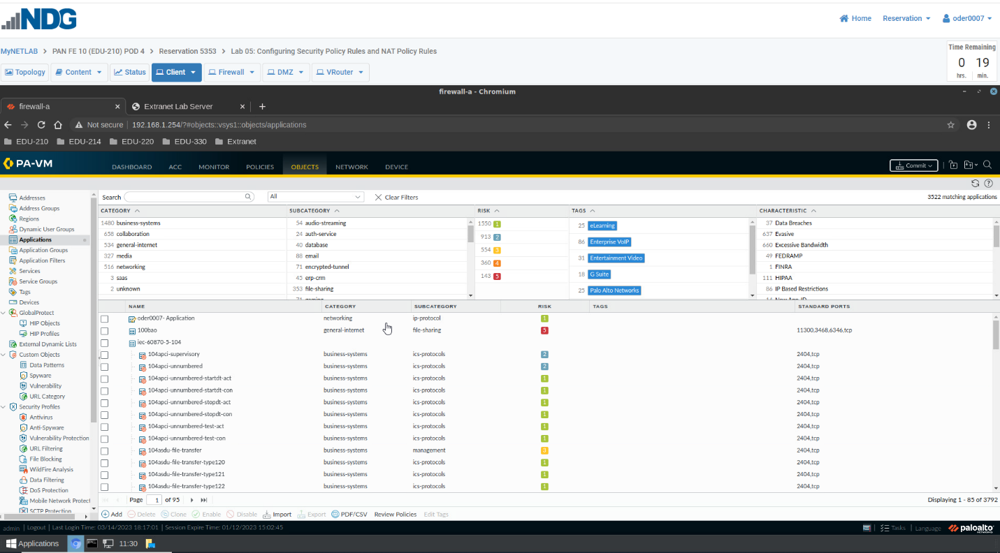 NDG
Home Reservation oder0007
MyNETLAB > PAN FE 10 (EDU-210) POD 4 > Reservation 5353 > Lab 05: Configuring Security Policy Rules and NAT Policy Rules
Time Remaining
0 19
hrs. min.
Topology Content Status Client Firewall DMZ VRouter
firewall-a - Chromium
firewall-a Extranet Lab Server
Not secure 192.168.1.254/?#objects::vsys1::objects/applications
EDU-210 EDU-214 EDU-220 EDU-330 Extranet
PA-VM
DASHBOARD ACC MONITOR POLICIES OBJECTS NETWORK DEVICE
Commit
Addresses
Address Groups
Regions
Dynamic User Groups
Applications
Application Groups
Application Filters
Services
Service Groups
Tags
Devices
GlobalProtect
HIP Objects
HIP Profiles
External Dynamic Lists
Custom Objects
Data Patterns
Spyware
Vulnerability
URL Category
Security Profiles
Antivirus
Anti-Spyware
Vulnerability Protection
URL Filtering
File Blocking
WildFire Analysis
Data Filtering
DoS Protection
Mobile Network Protect
SCTP Protection
Search All Clear Filters 3522 matching applications
CATEGORY SUBCATEGORY RISK TAGS CHARACTERISTIC
1480 business-systems
658 collaboration
534 general-internet
327 media
516 networking
3 saas
2 unknown
54 audio-streaming
24 auth-service
40 database
88 email
71 encrypted-tunnel
45 erp-crm
353 file-sharing
71 gaming
1550 1
913 2
554 3
360 4
143 5
25 eLearning
86 Enterprise VoIP
31 Entertainment Video
18 G Suite
25 Palo Alto Networks
37 Data Breaches
637 Evasive
660 Excessive Bandwidth
49 FEDRAMP
1 FINRA
111 HIPAA
86 IP Based Restrictions
14 New App-ID
NAME CATEGORY SUBCATEGORY RISK TAGS STANDARD PORTS
oder0007- Application networking ip-protocol 1
100bao general-internet file-sharing 5 11300,3468,6346,tcp
iec-60870-5-104
104apci-supervisory business-systems ics-protocols 2 2404,tcp
104apci-unnumbered business-systems ics-protocols 2 2404,tcp
104apci-unnumbered-startdt-act business-systems ics-protocols 1 2404,tcp
104apci-unnumbered-startdt-con business-systems ics-protocols 1 2404,tcp
104apci-unnumbered-stopdt-act business-systems ics-protocols 1 2404,tcp
104apci-unnumbered-stopdt-con business-systems ics-protocols 1 2404,tcp
104apci-unnumbered-test-act business-systems ics-protocols 1 2404,tcp
104apci-unnumbered-test-con business-systems ics-protocols 1 2404,tcp
104asdu-file-transfer business-systems management 3 2404,tcp
104asdu-file-transfer-type120 business-systems ics-protocols 1 2404,tcp
104asdu-file-transfer-type121 business-systems ics-protocols 1 2404,tcp
104asdu-file-transfer-type122 business-systems ics-protocols 1 2404,tcp
Page 1 of 95 Displaying 1 - 85 of 3792
Add Delete Clone Enable Disable Import Export PDF/CSV Review Policies Edit Tags
admin | Logout | Last Login Time: 03/14/2023 18:17:01 | Session Expire Time: 01/12/2023 15:02:45 | Tasks | Language paloalto NETWORKS
Applications 11:30